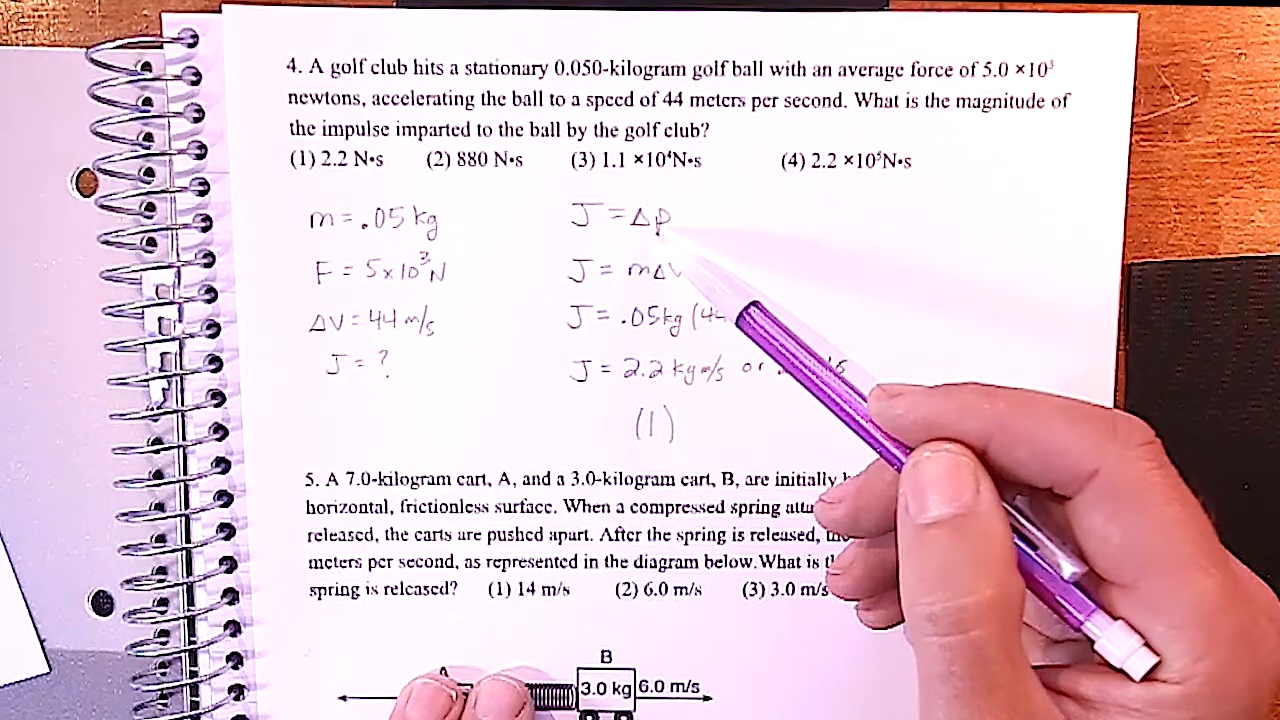 4. A golf club hits a stationary 0.050-kilogram golf ball with an average force of 5.0 ×10³
newtons, accelerating the ball to a speed of 44 meters per second. What is the magnitude of
the impulse imparted to the ball by the golf club?
(1) 2.2 N•s (2) 880 N•s (3) 1.1 ×10⁴N•s (4) 2.2 ×10⁵N•s
m = .05 kg J = Δp
F = 5x10³N J = mΔv
ΔV = 44 m/s J = .05kg (44
J = ? J = 2.2 kg m/s or
(1)
5. A 7.0-kilogram cart, A, and a 3.0-kilogram cart, B, are initially
horizontal, frictionless surface. When a compressed spring
released, the carts are pushed apart. After the spring is released,
meters per second, as represented in the diagram below.What is
spring is released? (1) 14 m/s (2) 6.0 m/s (3) 3.0 m/s
B
3.0 kg 6.0 m/s